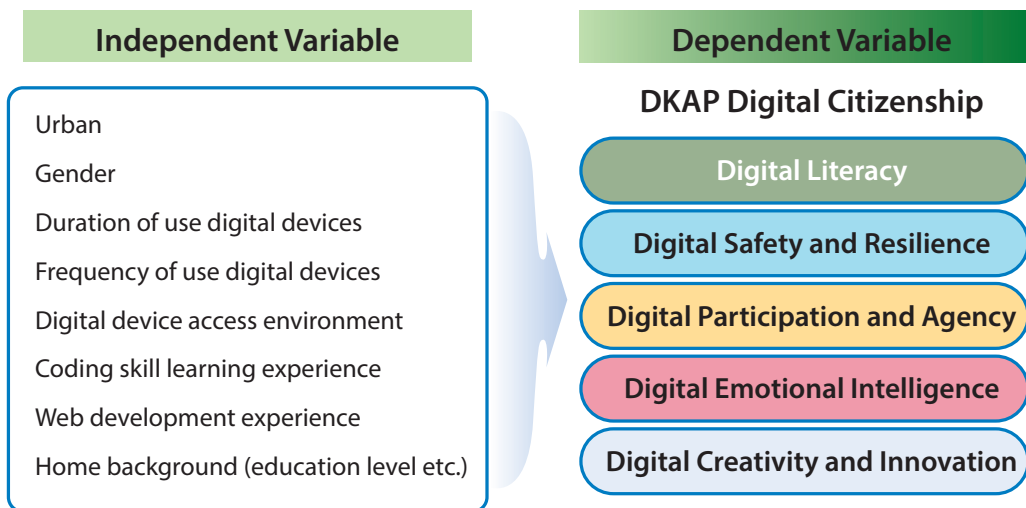 Independent Variable
Urban
Gender
Duration of use digital devices
Frequency of use digital devices
Digital device access environment
Coding skill learning experience
Web development experience
Home background (education level etc.)
Dependent Variable
DKAP Digital Citizenship
Digital Literacy
Digital Safety and Resilience
Digital Participation and Agency
Digital Emotional Intelligence
Digital Creativity and Innovation